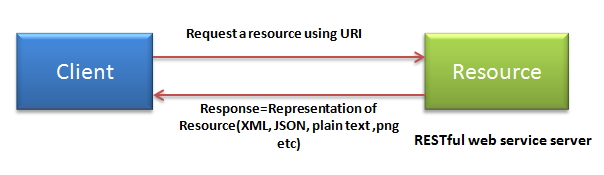 Request a resource using URI
Client
Resource
Response=Representation of
Resource(XML, JSON, plain text ,png
etc)
RESTful web service server